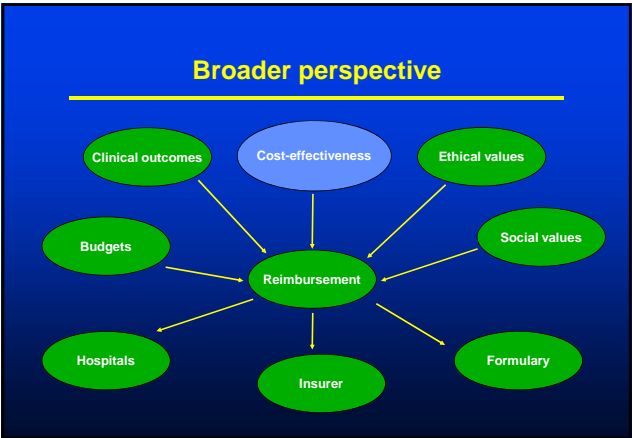 Broader perspective
Clinical outcomes
Cost-effectiveness
Ethical values
Budgets
Social values
Reimbursement
Hospitals
Insurer
Formulary